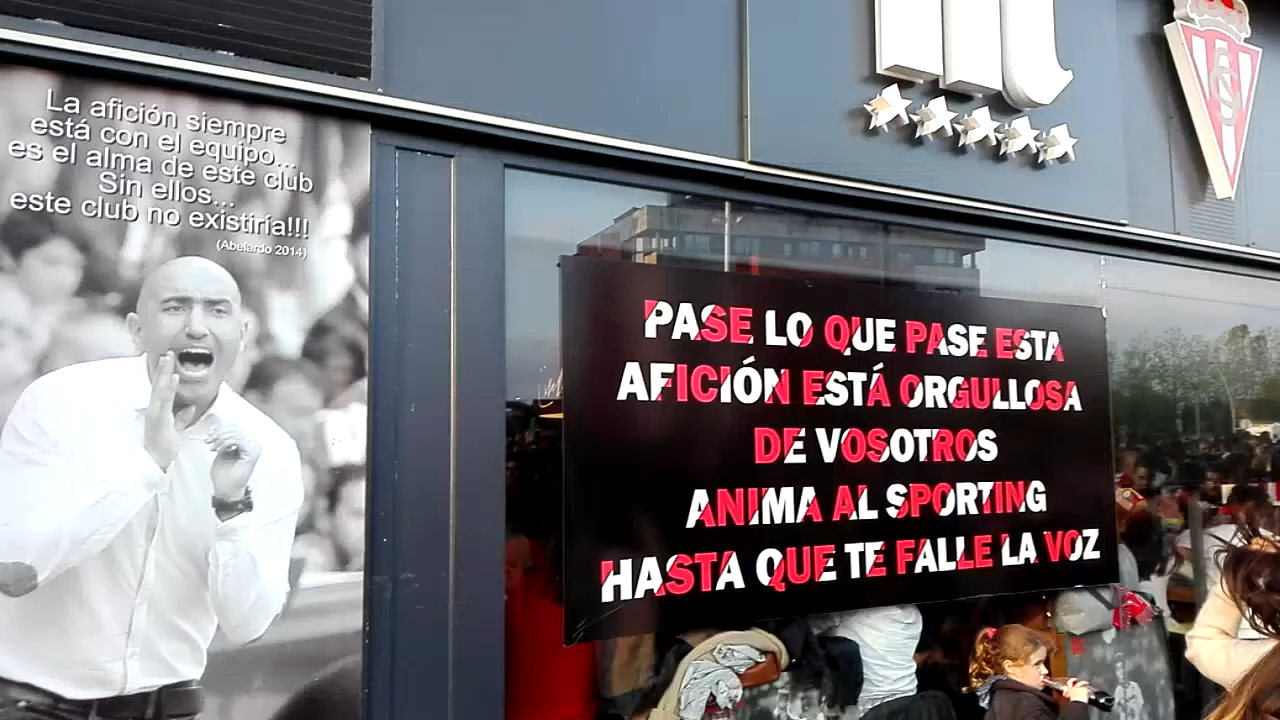 La afición siempre
está con el equipo...
es el alma de este club
Sin ellos...
este club no existiría!!!
(Abelardo 2014)
PASE LO QUE PASE ESTA
AFICIÓN ESTÁ ORGULLOSA
DE VOSOTROS
ANIMA AL SPORTING
HASTA QUE TE FALLE LA VOZ